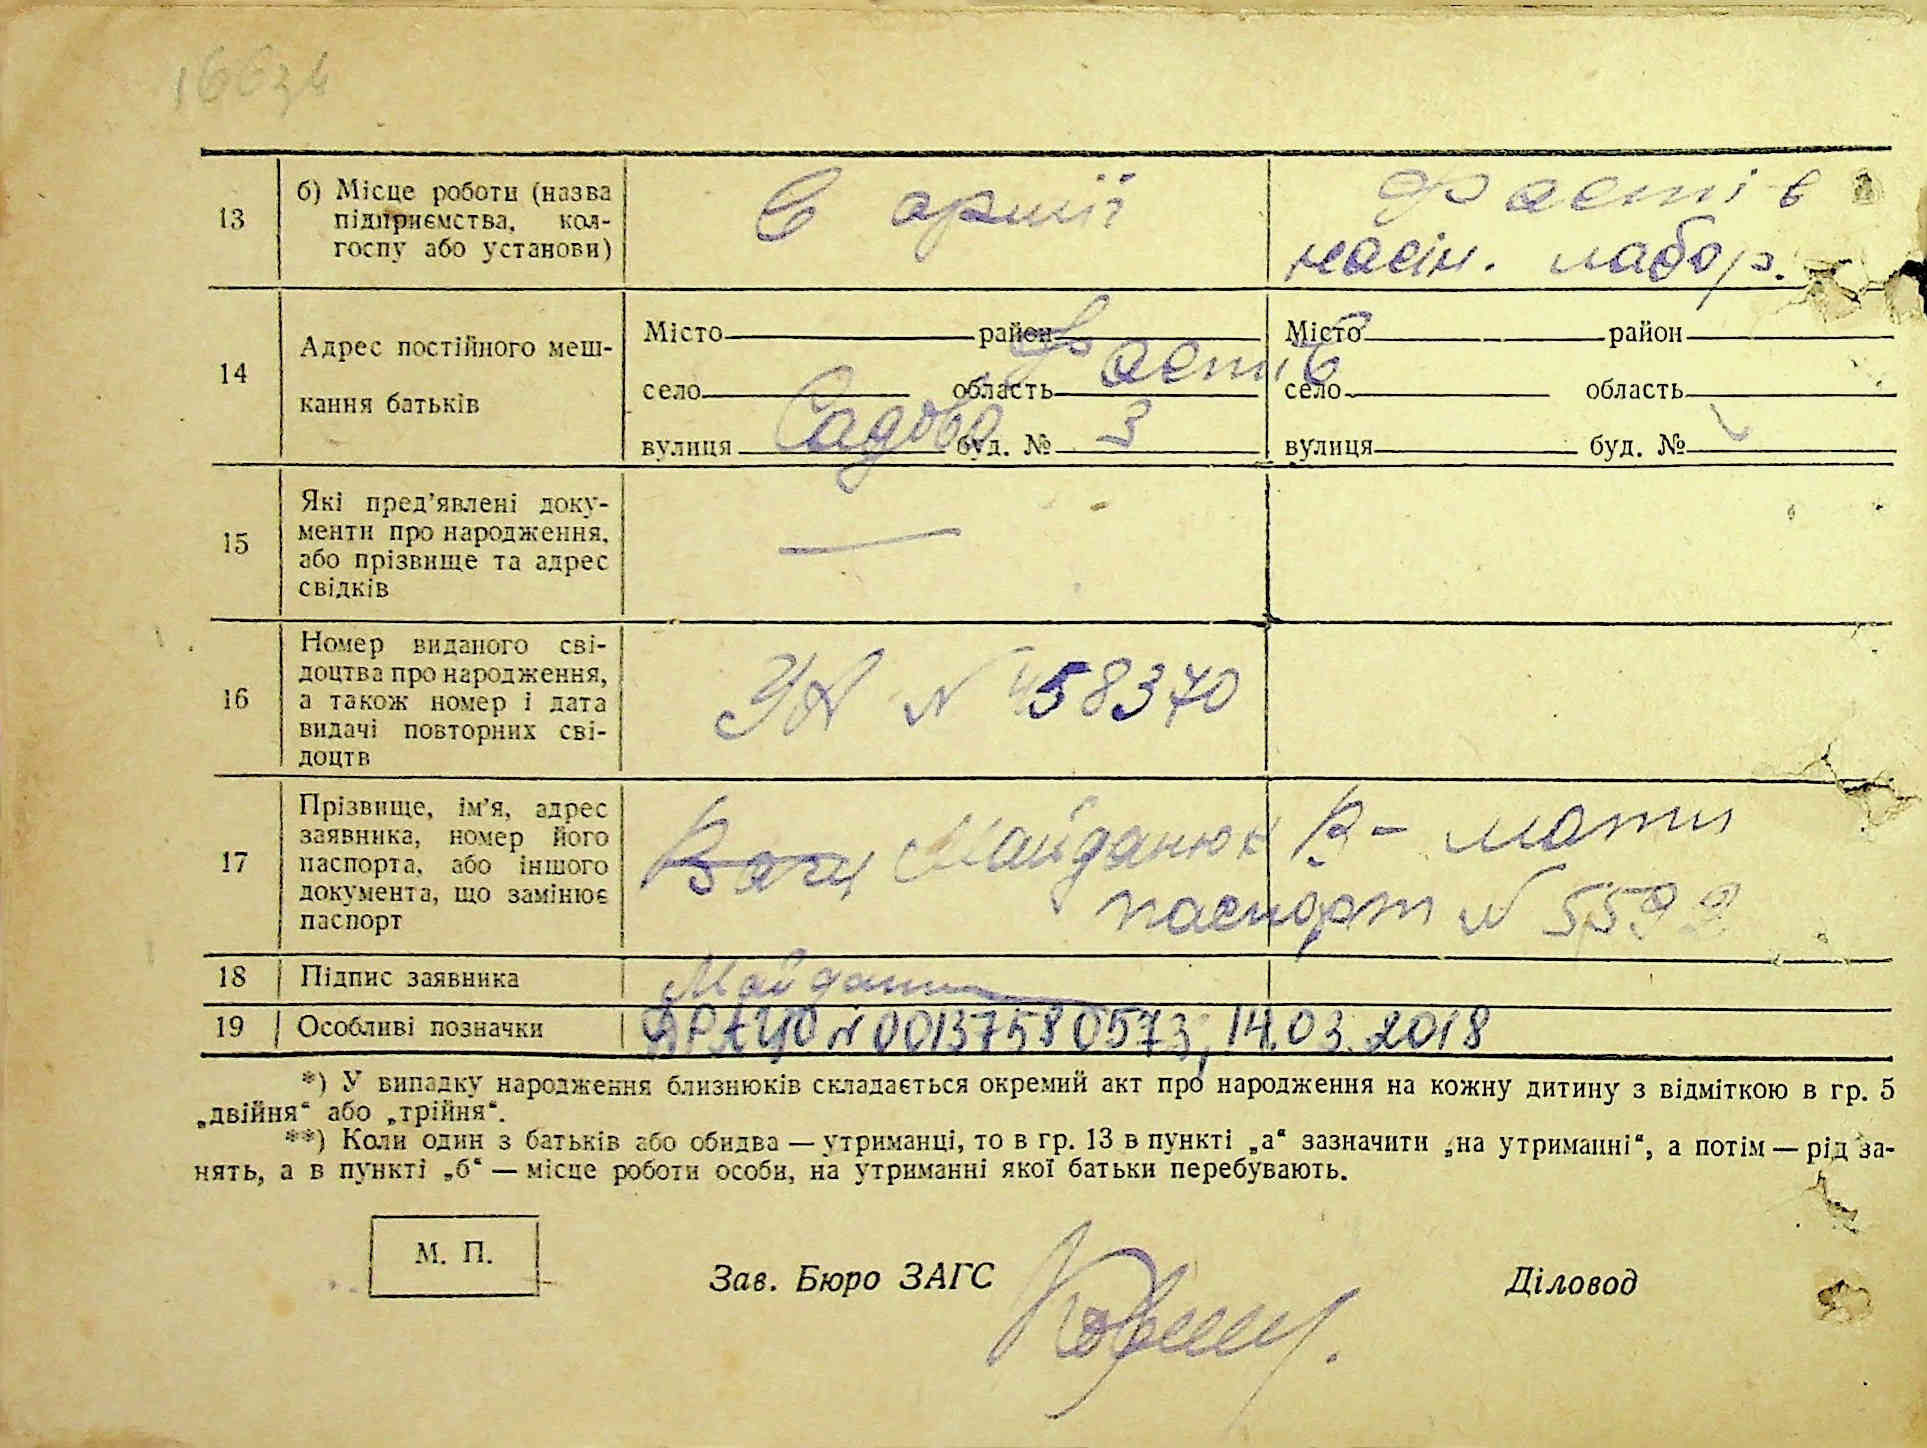 13
б) Місце роботи (назва
підприємства, кол-
госпу або установи)
В армії
Фастів
насін. лабор.
14
Адрес постійного меш-
кання батьків
Місто район
село область
вулиця буд. №
Фастів
Садова 3
Місто район
село область
вулиця буд. №
15
Які пред’явлені доку-
менти про народження,
або прізвище та адрес
свідків
—
16
Номер виданого сві-
доцтва про народження,
а також номер і дата
видачі повторних сві-
доцтв
УА N 458370
17
Прізвище, ім’я, адрес
заявника, номер його
паспорта, або іншого
документа, що замінює
паспорт
Майданюк В – мати
паспорт N 5592
18
Підпис заявника
19
Особливі позначки
ДРАЦО N 00137580573; 14.03.2018
*) У випадку народження близнюків складається окремий акт про народження на кожну дитину з відміткою в гр. 5
„двійня“ або „трійня“.
**) Коли один з батьків або обидва — утриманці, то в гр. 13 в пункті „а“ зазначити „на утриманні“, а потім — рід за-
нять, а в пункті „б“ — місце роботи особи, на утриманні якої батьки перебувають.
М. П.
Зав. Бюро ЗАГС
Діловод